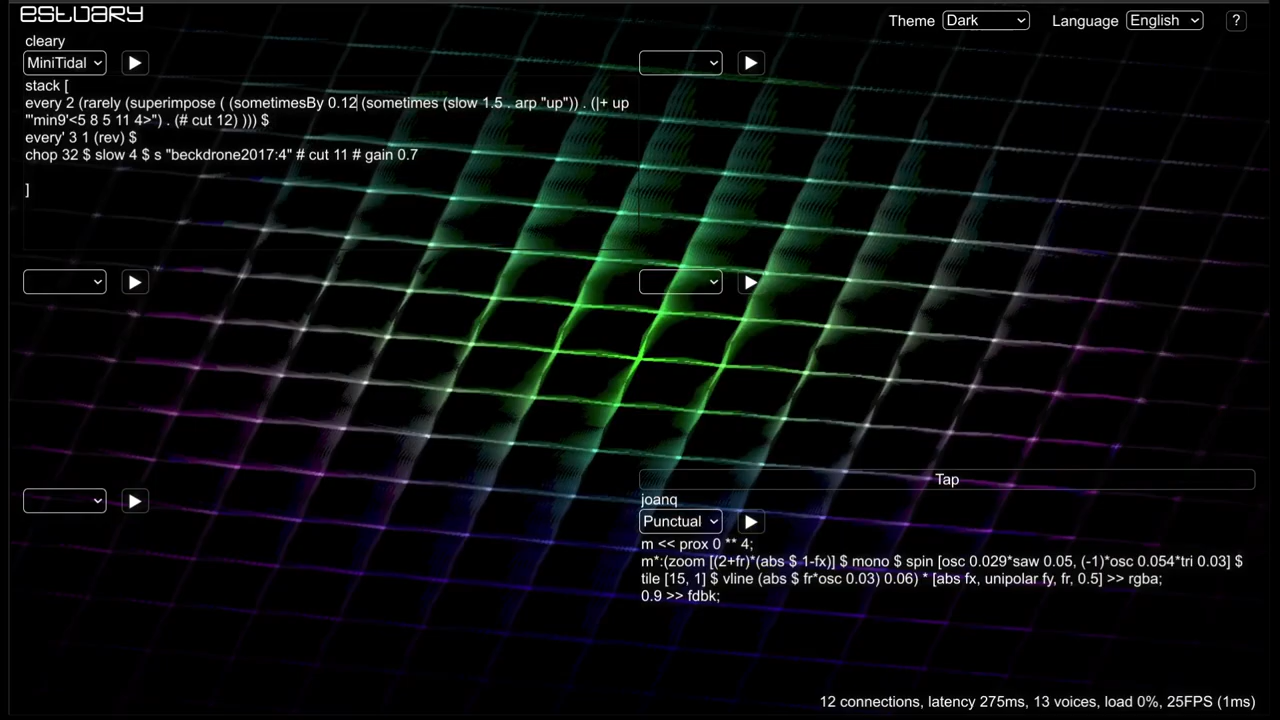 estuary
Theme Dark Language English ?
cleary
MiniTidal
stack [
every 2 (rarely (superimpose ( (sometimesBy 0.12 (sometimes (slow 1.5 . arp "up")) . (|+ up
"'min9'<5 8 5 11 4>") . (# cut 12) ))) $
every' 3 1 (rev) $
chop 32 $ slow 4 $ s "beckdrone2017:4" # cut 11 # gain 0.7
]
Tap
joanq
Punctual
m << prox 0 ** 4;
m*:(zoom [(2+fr)*(abs $ 1-fx)] $ mono $ spin [osc 0.029*saw 0.05, (-1)*osc 0.054*tri 0.03] $
tile [15, 1] $ vline (abs $ fr*osc 0.03) 0.06) * [abs fx, unipolar fy, fr, 0.5] >> rgba;
0.9 >> fdbk;
12 connections, latency 275ms, 13 voices, load 0%, 25FPS (1ms)